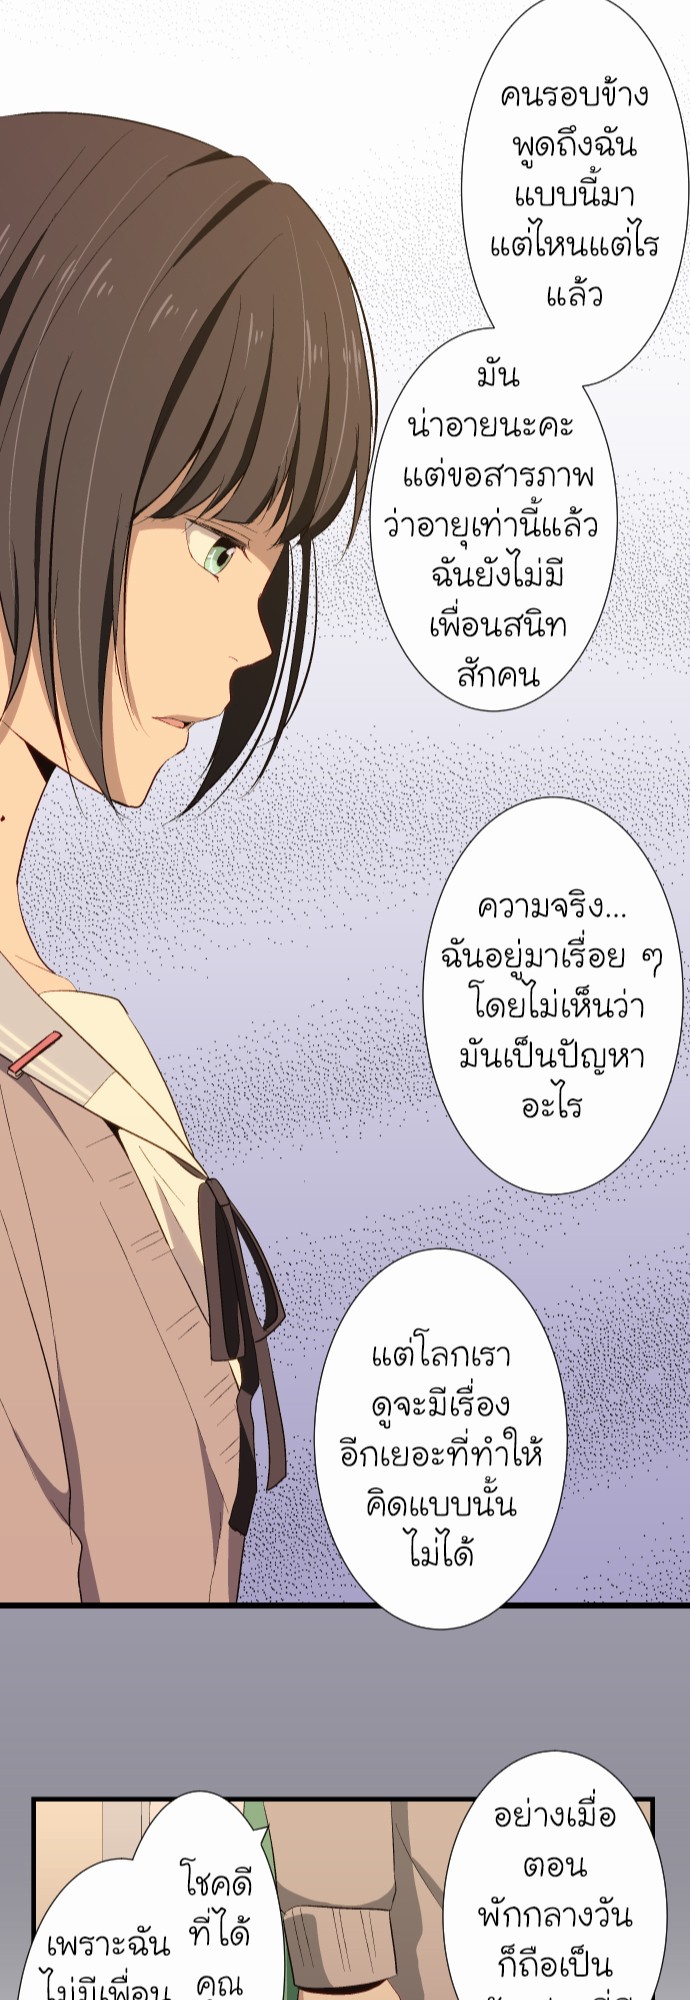 คนรอบข้าง
พูดถึงฉัน
แบบนี้มา
แต่ไหนแต่ไร
แล้ว
มัน
น่าอายนะคะ
แต่ขอสารภาพ
ว่าอายุเท่านี้แล้ว
ฉันยังไม่มี
เพื่อนสนิท
สักคน
ความจริง...
ฉันอยู่มาเรื่อย ๆ
โดยไม่เห็นว่า
มันเป็นปัญหา
อะไร
แต่โลกเรา
ดูจะมีเรื่อง
อีกเยอะที่ทำให้
คิดแบบนั้น
ไม่ได้
อย่างเมื่อ
ตอน
พักกลางวัน
ก็ถือเป็น
โชคดี
ที่ได้
คุณ
เพราะฉัน
ไม่มีเพื่อน